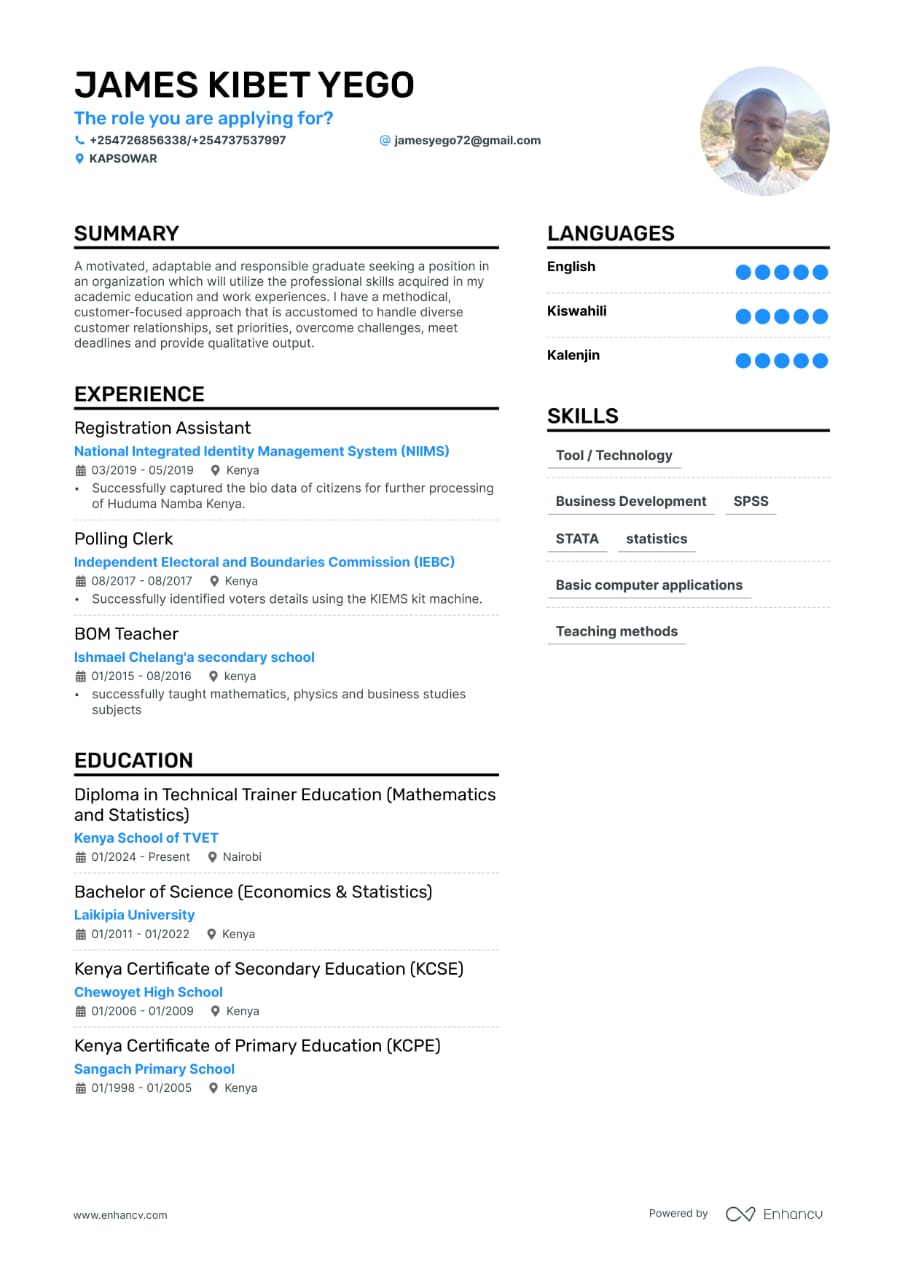 JAMES KIBET YEGO
The role you are applying for?
+254726856338/+254737537997
@ jamesyego72@gmail.com
KAPSOWAR
SUMMARY
A motivated, adaptable and responsible graduate seeking a position in
an organization which will utilize the professional skills acquired in my
academic education and work experiences. I have a methodical,
customer-focused approach that is accustomed to handle diverse
customer relationships, set priorities, overcome challenges, meet
deadlines and provide qualitative output.
EXPERIENCE
Registration Assistant
National Integrated Identity Management System (NIIMS)
03/2019 - 05/2019 Kenya
• Successfully captured the bio data of citizens for further processing
of Huduma Namba Kenya.
Polling Clerk
Independent Electoral and Boundaries Commission (IEBC)
08/2017 - 08/2017 Kenya
• Successfully identified voters details using the KIEMS kit machine.
BOM Teacher
Ishmael Chelang'a secondary school
01/2015 - 08/2016 kenya
• successfully taught mathematics, physics and business studies
subjects
EDUCATION
Diploma in Technical Trainer Education (Mathematics
and Statistics)
Kenya School of TVET
01/2024 - Present Nairobi
Bachelor of Science (Economics & Statistics)
Laikipia University
01/2011 - 01/2022 Kenya
Kenya Certificate of Secondary Education (KCSE)
Chewoyet High School
01/2006 - 01/2009 Kenya
Kenya Certificate of Primary Education (KCPE)
Sangach Primary School
01/1998 - 01/2005 Kenya
LANGUAGES
English
Kiswahili
Kalenjin
SKILLS
Tool / Technology
Business Development SPSS
STATA statistics
Basic computer applications
Teaching methods
www.enhancv.com
Powered by Enhancv